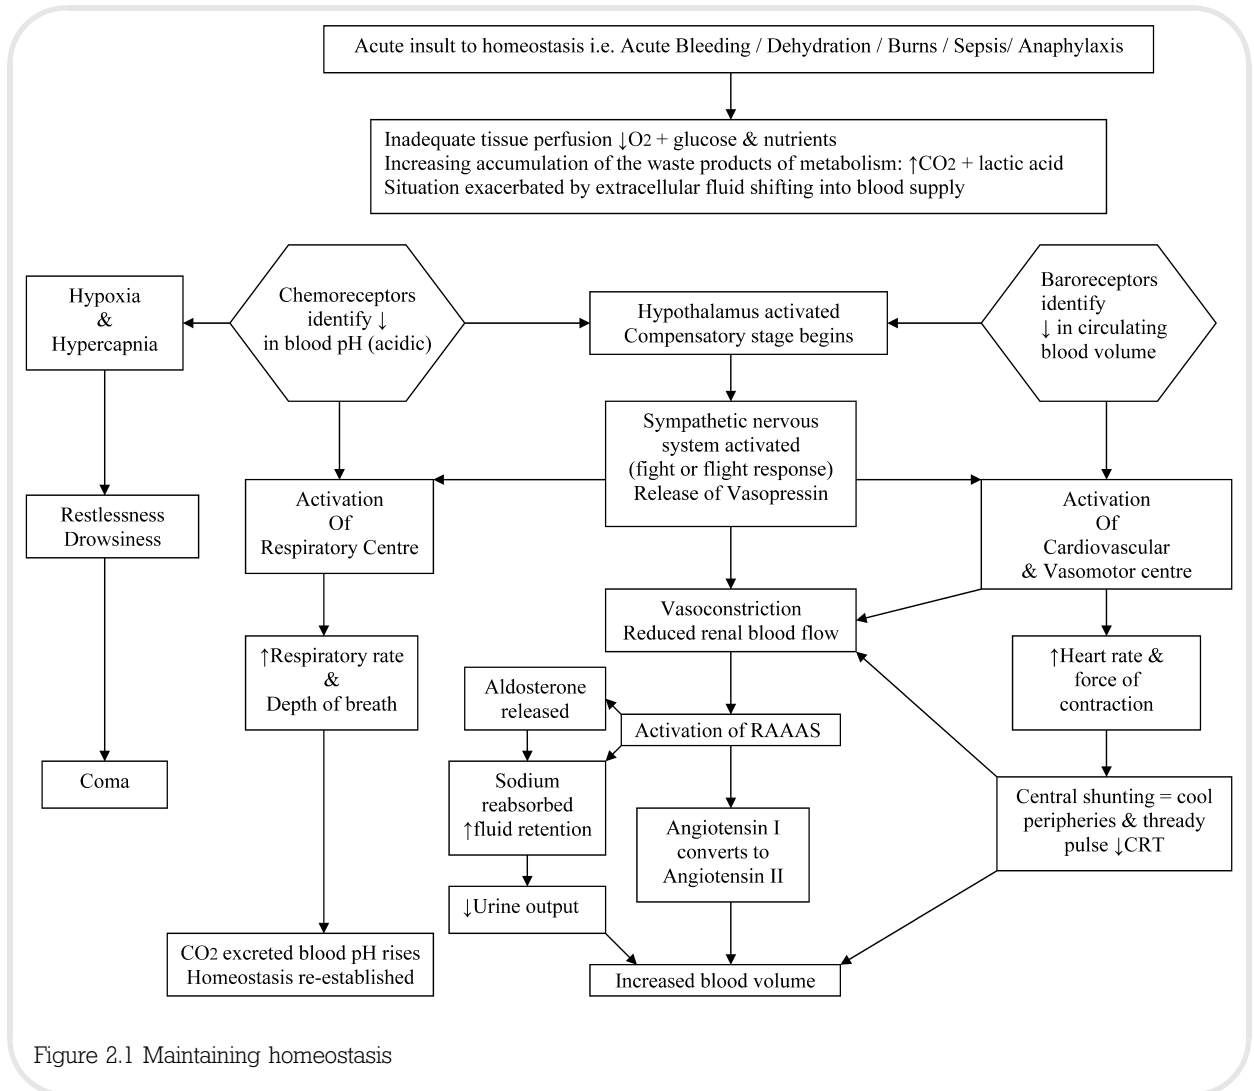 Acute insult to homeostasis i.e. Acute Bleeding / Dehydration / Burns / Sepsis/ Anaphylaxis
Inadequate tissue perfusion ↓O2 + glucose & nutrients
Increasing accumulation of the waste products of metabolism: ↑CO2 + lactic acid
Situation exacerbated by extracellular fluid shifting into blood supply
Hypoxia
&
Hypercapnia
Chemoreceptors
identify ↓
in blood pH (acidic)
Hypothalamus activated
Compensatory stage begins
Baroreceptors
identify
↓ in circulating
blood volume
Sympathetic nervous
system activated
(fight or flight response)
Release of Vasopressin
Restlessness
Drowsiness
Activation
Of
Respiratory Centre
Activation
Of
Cardiovascular
& Vasomotor centre
Vasoconstriction
Reduced renal blood flow
↑Respiratory rate
&
Depth of breath
↑Heart rate &
force of
contraction
Aldosterone
released
Activation of RAAAS
Coma
Sodium
reabsorbed
↑fluid retention
Angiotensin I
converts to
Angiotensin II
Central shunting = cool
peripheries & thready
pulse ↓CRT
↓Urine output
CO2 excreted blood pH rises
Homeostasis re-established
Increased blood volume
Figure 2.1 Maintaining homeostasis